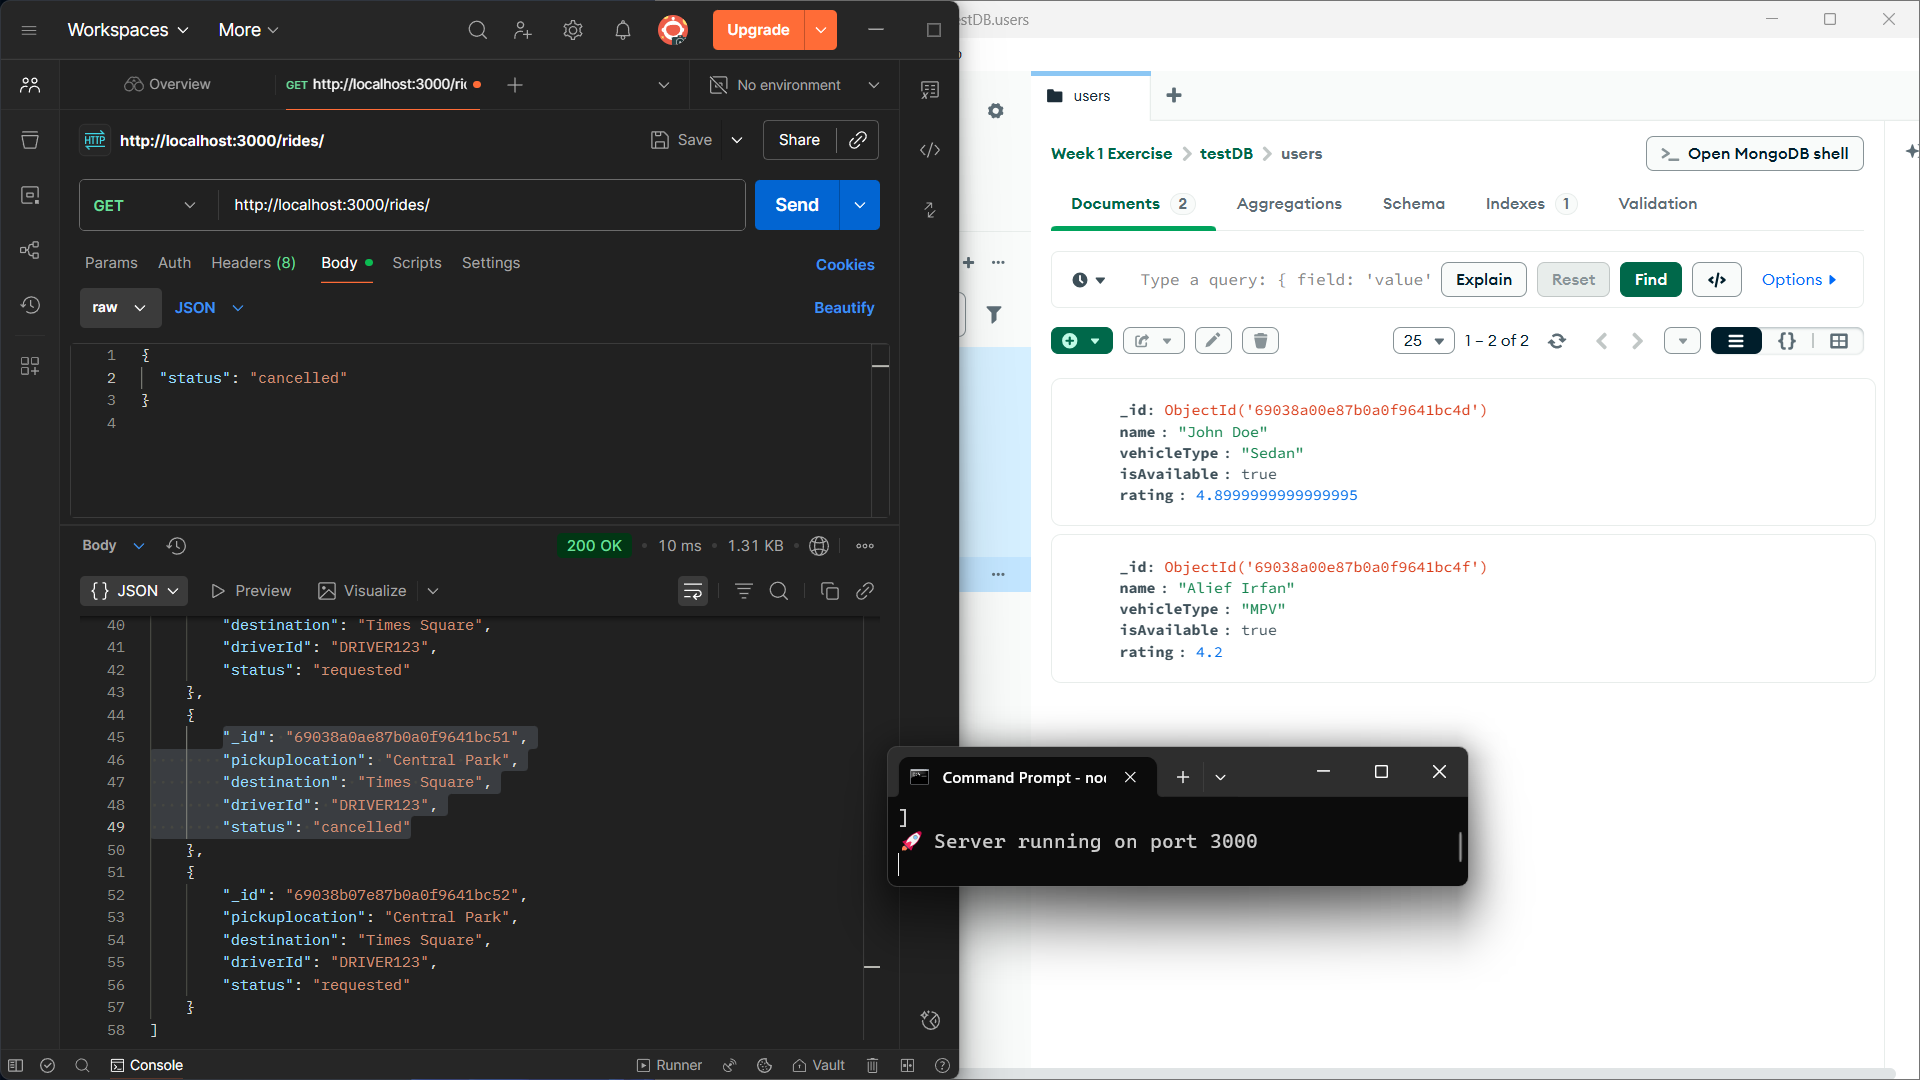 Workspaces
More
Upgrade
Overview
GET http://localhost:3000/ri
No environment
HTTP
http://localhost:3000/rides/
Save
Share
GET
http://localhost:3000/rides/
Send
Params
Auth
Headers (8)
Body
Scripts
Settings
Cookies
raw
JSON
Beautify
1 {
2 "status": "cancelled"
3 }
4
Body
200 OK
10 ms
1.31 KB
{} JSON
Preview
Visualize
40 "destination": "Times Square",
41 "driverId": "DRIVER123",
42 "status": "requested"
43 },
44 {
45 "_id": "69038a0ae87b0a0f9641bc51",
46 "pickuplocation": "Central Park",
47 "destination": "Times Square",
48 "driverId": "DRIVER123",
49 "status": "cancelled"
50 },
51 {
52 "_id": "69038b07e87b0a0f9641bc52",
53 "pickuplocation": "Central Park",
54 "destination": "Times Square",
55 "driverId": "DRIVER123",
56 "status": "requested"
57 }
58 ]
Console
Runner
Vault
stDB.users
users
Week 1 Exercise
testDB
users
>_ Open MongoDB shell
Documents 2
Aggregations
Schema
Indexes 1
Validation
Type a query: { field: 'value'
Explain
Reset
Find
</>
Options
25
1 – 2 of 2
{}
_id: ObjectId('69038a00e87b0a0f9641bc4d')
name : "John Doe"
vehicleType : "Sedan"
isAvailable : true
rating : 4.8999999999999995
_id: ObjectId('69038a00e87b0a0f9641bc4f')
name : "Alief Irfan"
vehicleType : "MPV"
isAvailable : true
rating : 4.2
Command Prompt - no
]
🚀 Server running on port 3000